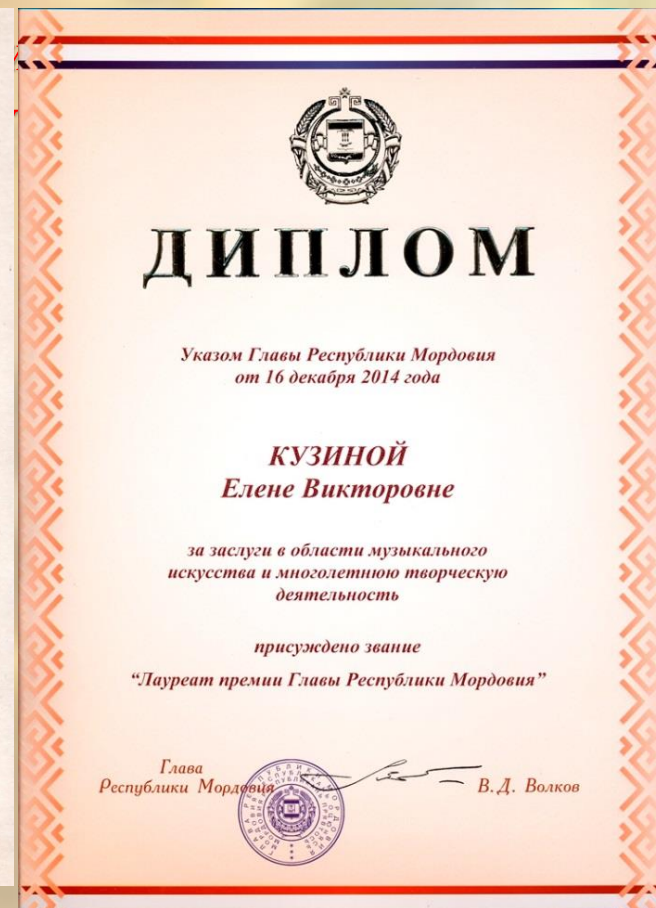 ДИПЛОМ
Указом Главы Республики Мордовия
от 16 декабря 2014 года
КУЗИНОЙ
Елене Викторовне
за заслуги в области музыкального
искусства и многолетнюю творческую
деятельность
присуждено звание
“Лауреат премии Главы Республики Мордовия”
Глава
Республики Мордовия
В.Д. Волков